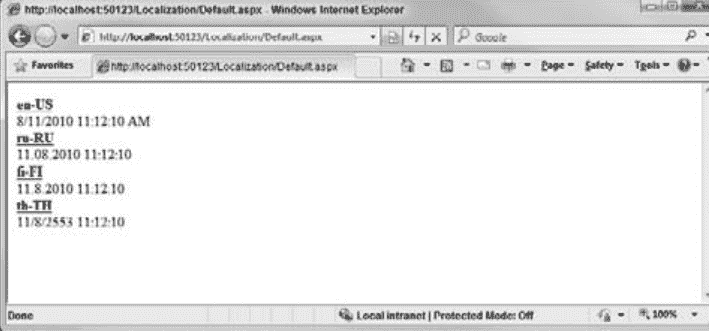 http://localhost:50123/Localization/Default.aspx - Windows Internet Explorer
http://localhost:50123/Localization/Default.aspx
Google
Favorites
http://localhost:50123/Localization/Default.aspx
Page
Safety
Tools
en-US
8/11/2010 11:12:10 AM
ru-RU
11.08.2010 11:12:10
fi-FI
11.8.2010 11.12.10
th-TH
11/8/2553 11:12:10
Done
Local intranet | Protected Mode: Off
100%